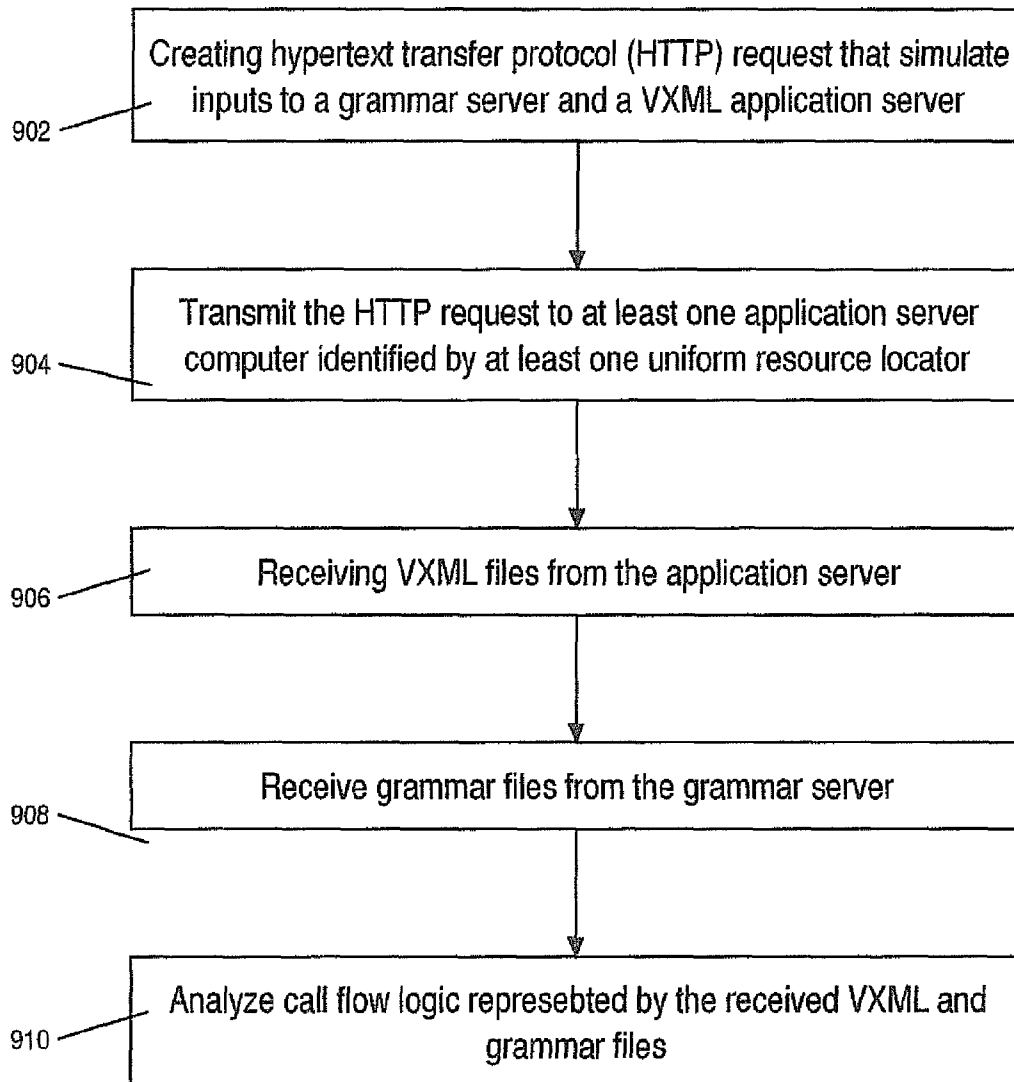 Creating hypertext transfer protocol (HTTP) request that simulate
inputs to a grammar server and a VXML application server
902
Transmit the HTTP request to at least one application server
computer identified by at least one uniform resource locator
904
Receiving VXML files from the application server
906
Receive grammar files from the grammar server
908
Analyze call flow logic represebted by the received VXML and
grammar files
910